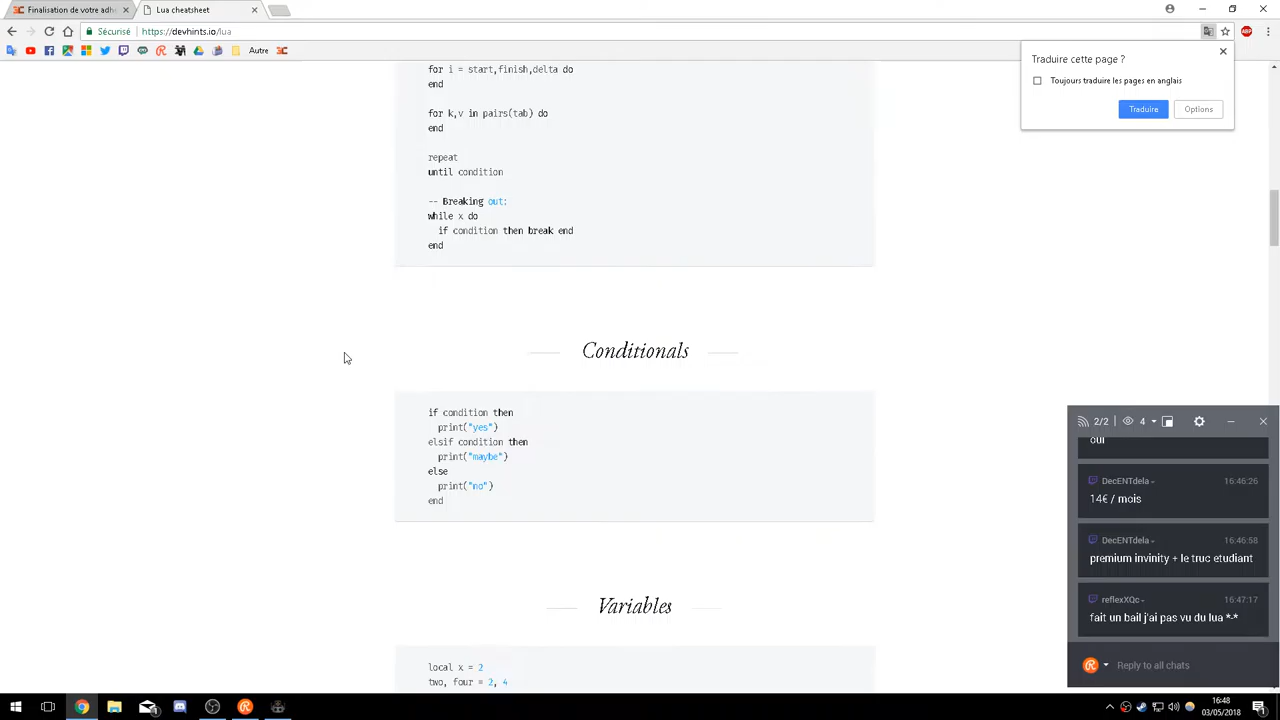 Finalisation de votre adhé
Lua cheatsheet
Sécurisé
https://devhints.io/lua
Autre
Traduire cette page ?
Toujours traduire les pages en anglais
Traduire
Options
for i = start,finish,delta do
end
for k,v in pairs(tab) do
end
repeat
until condition
-- Breaking out:
while x do
if condition then break end
end
Conditionals
if condition then
print("yes")
elsif condition then
print("maybe")
else
print("no")
end
Variables
local x = 2
two, four = 2, 4
2/2
4
oui
DecENTdela
16:46:26
14€ / mois
DecENTdela
16:46:58
premium invinity + le truc etudiant
reflexXQc
16:47:17
fait un bail j'ai pas vu du lua *-*
Reply to all chats
16:48
03/05/2018